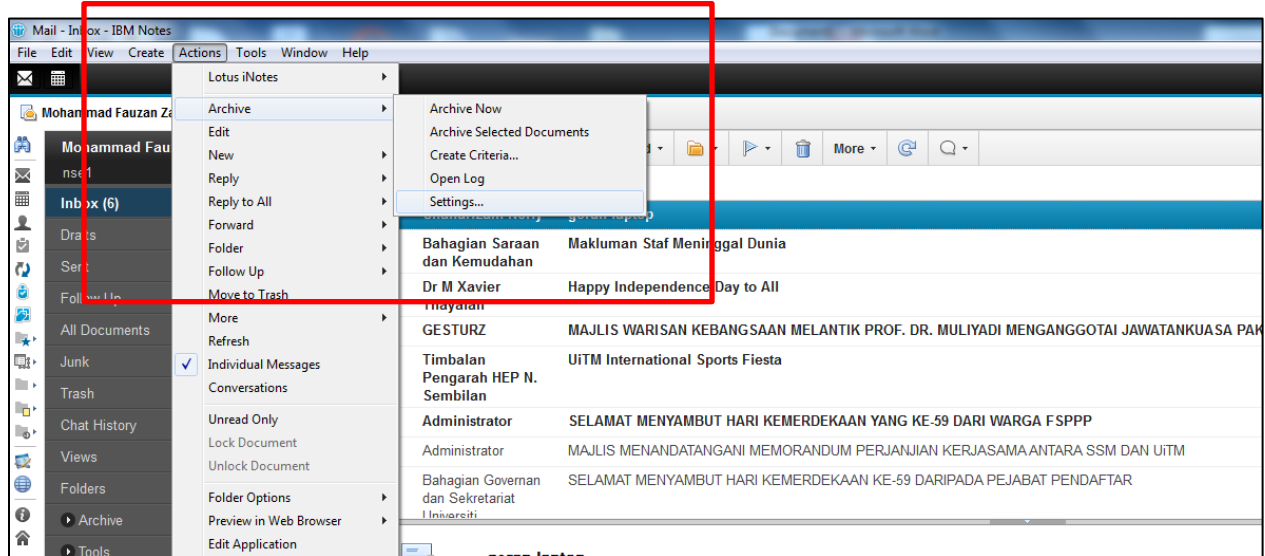 Mail - Inbox - IBM Notes
File Edit View Create Actions Tools Window Help
Mohammad Fauzan Za
Mohammad Fau
nse1
Inbox (6)
Drafts
Sent
Follow Up
All Documents
Junk
Trash
Chat History
Views
Folders
Archive
Tools
Lotus iNotes
Archive
Edit
New
Reply
Reply to All
Forward
Folder
Follow Up
Move to Trash
More
Refresh
Individual Messages
Conversations
Unread Only
Lock Document
Unlock Document
Folder Options
Preview in Web Browser
Edit Application
Archive Now
Archive Selected Documents
Create Criteria...
Open Log
Settings...
More
Bahagian Saraan Makluman Staf Meninggal Dunia
dan Kemudahan
Dr M Xavier Happy Independence Day to All
Thayalan
GESTURZ MAJLIS WARISAN KEBANGSAAN MELANTIK PROF. DR. MULIYADI MENGANGGOTAI JAWATANKUASA PAK
Timbalan UiTM International Sports Fiesta
Pengarah HEP N.
Sembilan
Administrator SELAMAT MENYAMBUT HARI KEMERDEKAAN YANG KE-59 DARI WARGA FSPPP
Administrator MAJLIS MENANDATANGANI MEMORANDUM PERJANJIAN KERJASAMA ANTARA SSM DAN UiTM
Bahagian Governan SELAMAT MENYAMBUT HARI KEMERDEKAAN KE-59 DARIPADA PEJABAT PENDAFTAR
dan Sekretariat
Universiti